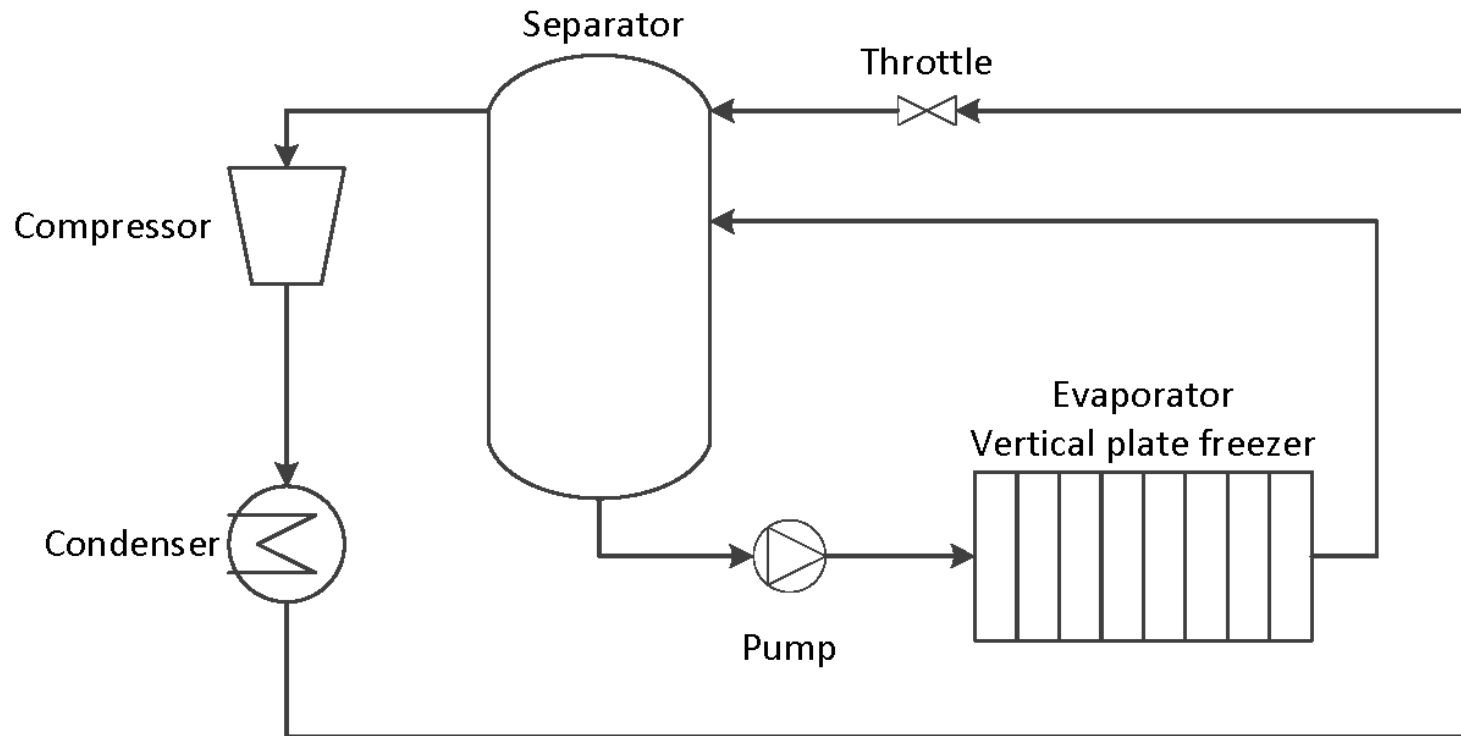 Separator
Throttle
Compressor
Evaporator
Vertical plate freezer
Condenser
Pump